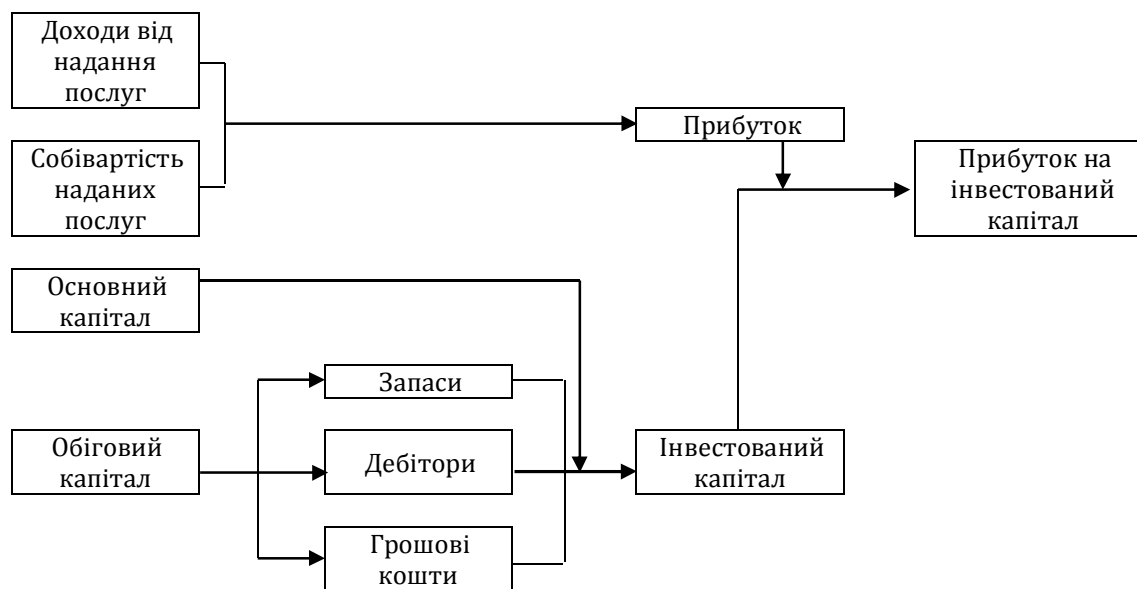 Доходи від
надання
послуг
Прибуток
Собівартість
наданих
послуг
Прибуток на
інвестований
капітал
Основний
капітал
Запаси
Обіговий
капітал
Дебітори
Інвестований
капітал
Грошові
кошти